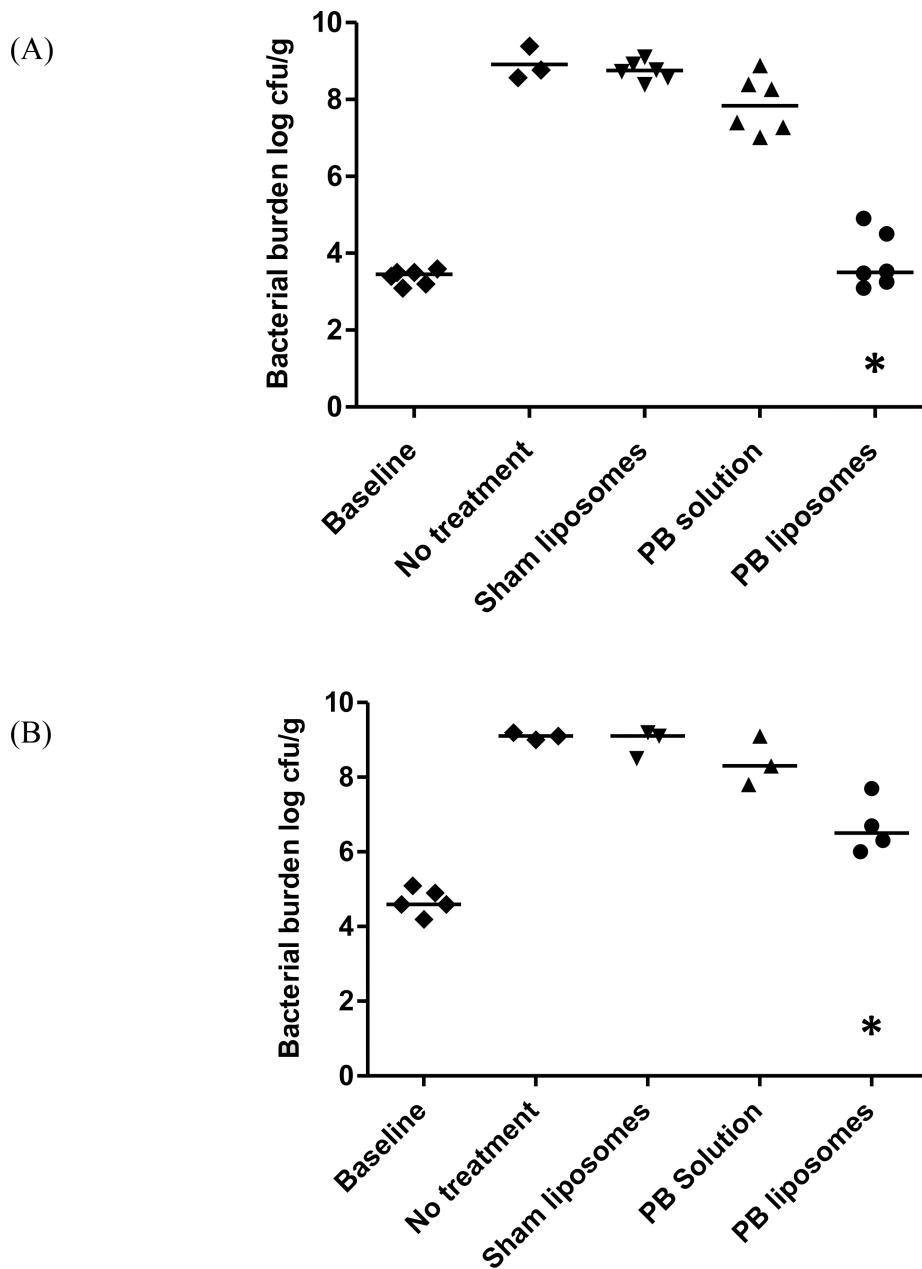 (A)
Bacterial burden log cfu/g
10
8
6
4
2
0
Baseline
No treatment
Sham liposomes
PB solution
PB liposomes
*
(B)
Bacterial burden log cfu/g
10
8
6
4
2
0
Baseline
No treatment
Sham liposomes
PB Solution
PB liposomes
*